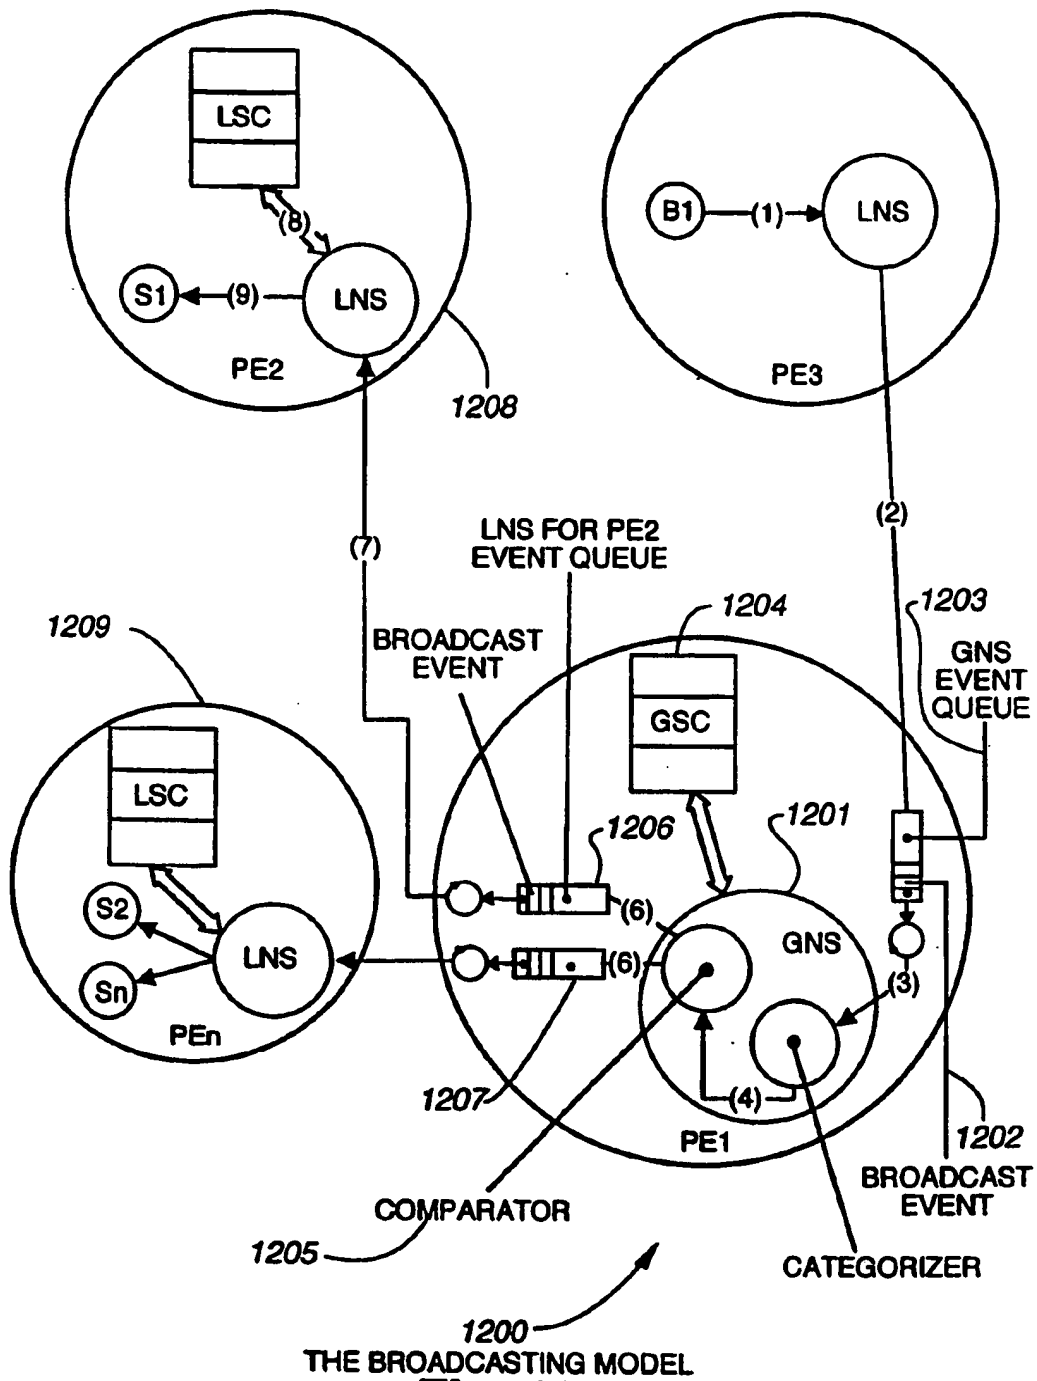 LSC
(8)
LNS
S1
(9)
PE2
1208
B1
(1)
LNS
PE3
(2)
(7)
LNS FOR PE2
EVENT QUEUE
1209
BROADCAST
EVENT
1204
1203
GNS
EVENT
QUEUE
GSC
LSC
1206
1201
S2
(6)
GNS
LNS
(6)
Sn
(3)
PEn
1207
(4)
PE1
1202
BROADCAST
EVENT
COMPARATOR
1205
CATEGORIZER
1200
THE BROADCASTING MODEL